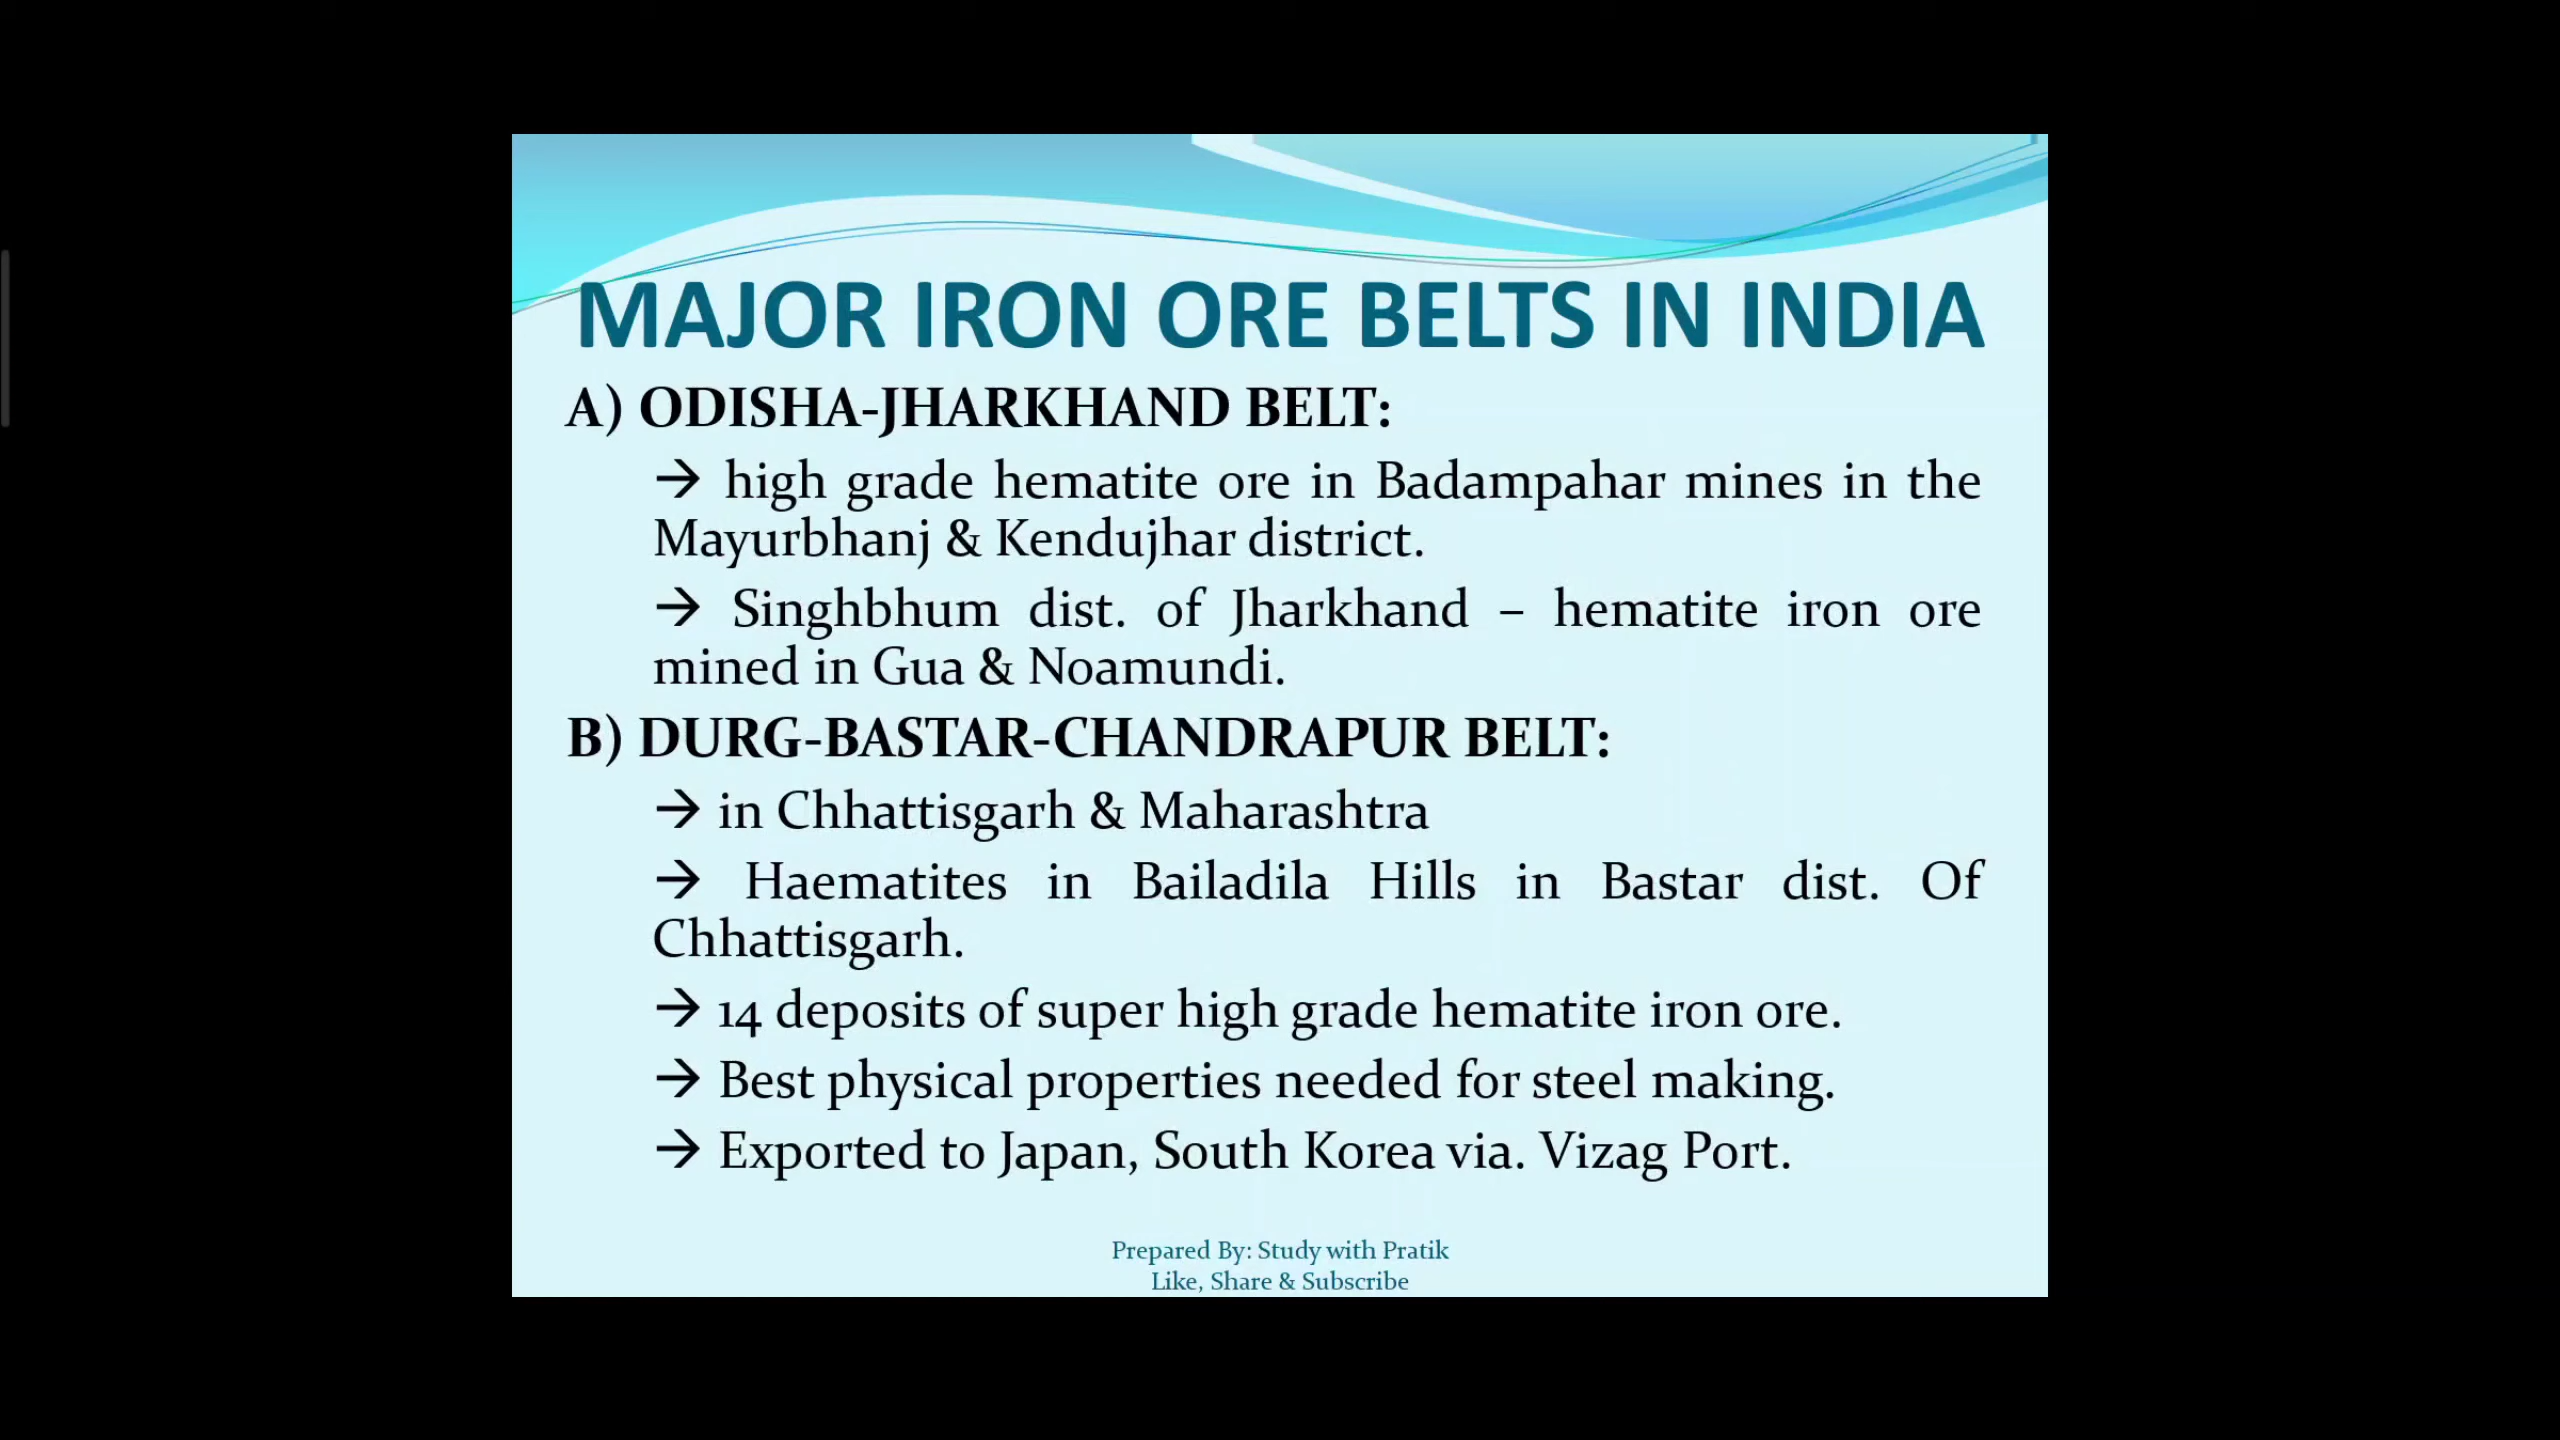 MAJOR IRON ORE BELTS IN INDIA
A) ODISHA-JHARKHAND BELT:
→ high grade hematite ore in Badampahar mines in the
Mayurbhanj & Kendujhar district.
→ Singhbhum dist. of Jharkhand – hematite iron ore
mined in Gua & Noamundi.
B) DURG-BASTAR-CHANDRAPUR BELT:
→ in Chhattisgarh & Maharashtra
→ Haematites in Bailadila Hills in Bastar dist. Of
Chhattisgarh.
→ 14 deposits of super high grade hematite iron ore.
→ Best physical properties needed for steel making.
→ Exported to Japan, South Korea via. Vizag Port.
Prepared By: Study with Pratik
Like, Share & Subscribe